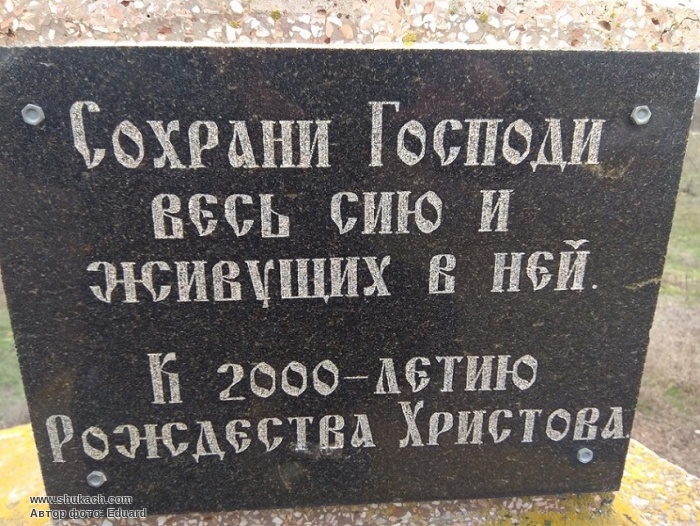 Сохрани Господи
весь сию и
живущих в ней.
К 2000-летию
Рождества Христова.
www.shukach.com
Автор фото: Eduard